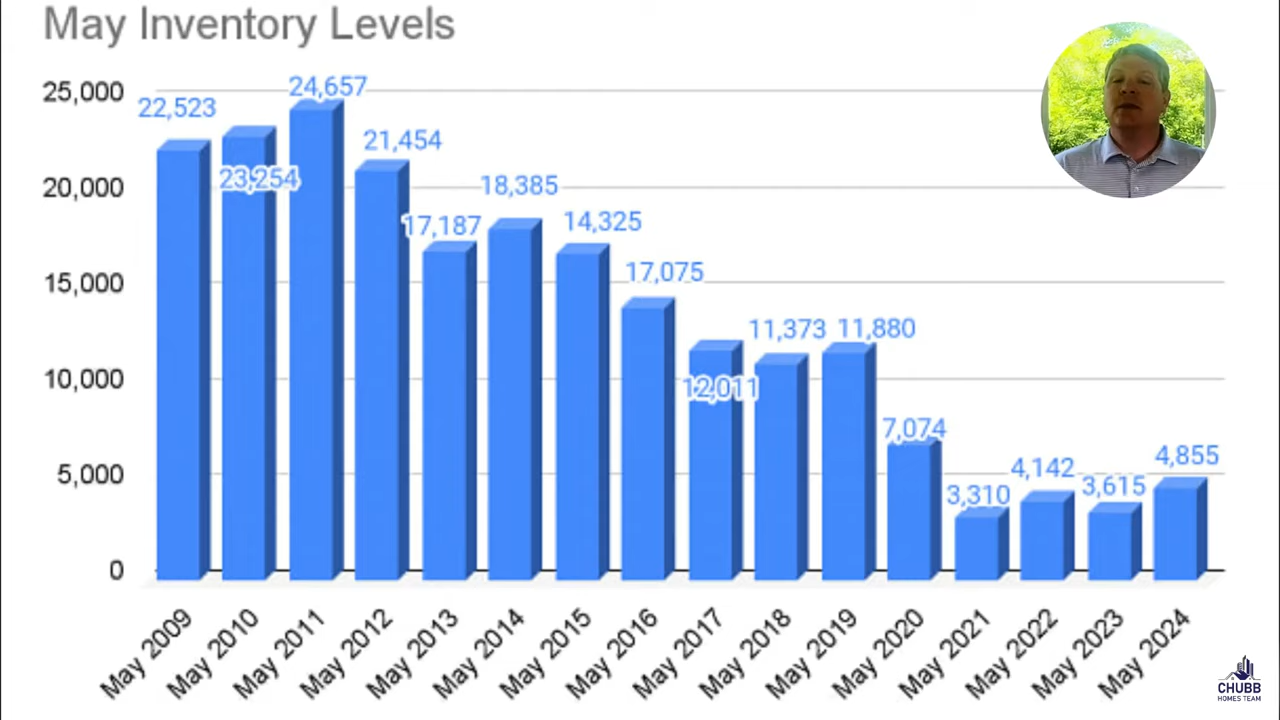 May Inventory Levels
25,000
20,000
15,000
10,000
5,000
0
22,523
23,254
24,657
21,454
17,187
18,385
14,325
17,075
12,011
11,373
11,880
7,074
3,310
4,142
3,615
4,855
May 2009
May 2010
May 2011
May 2012
May 2013
May 2014
May 2015
May 2016
May 2017
May 2018
May 2019
May 2020
May 2021
May 2022
May 2023
May 2024
CHUBB
HOMES TEAM